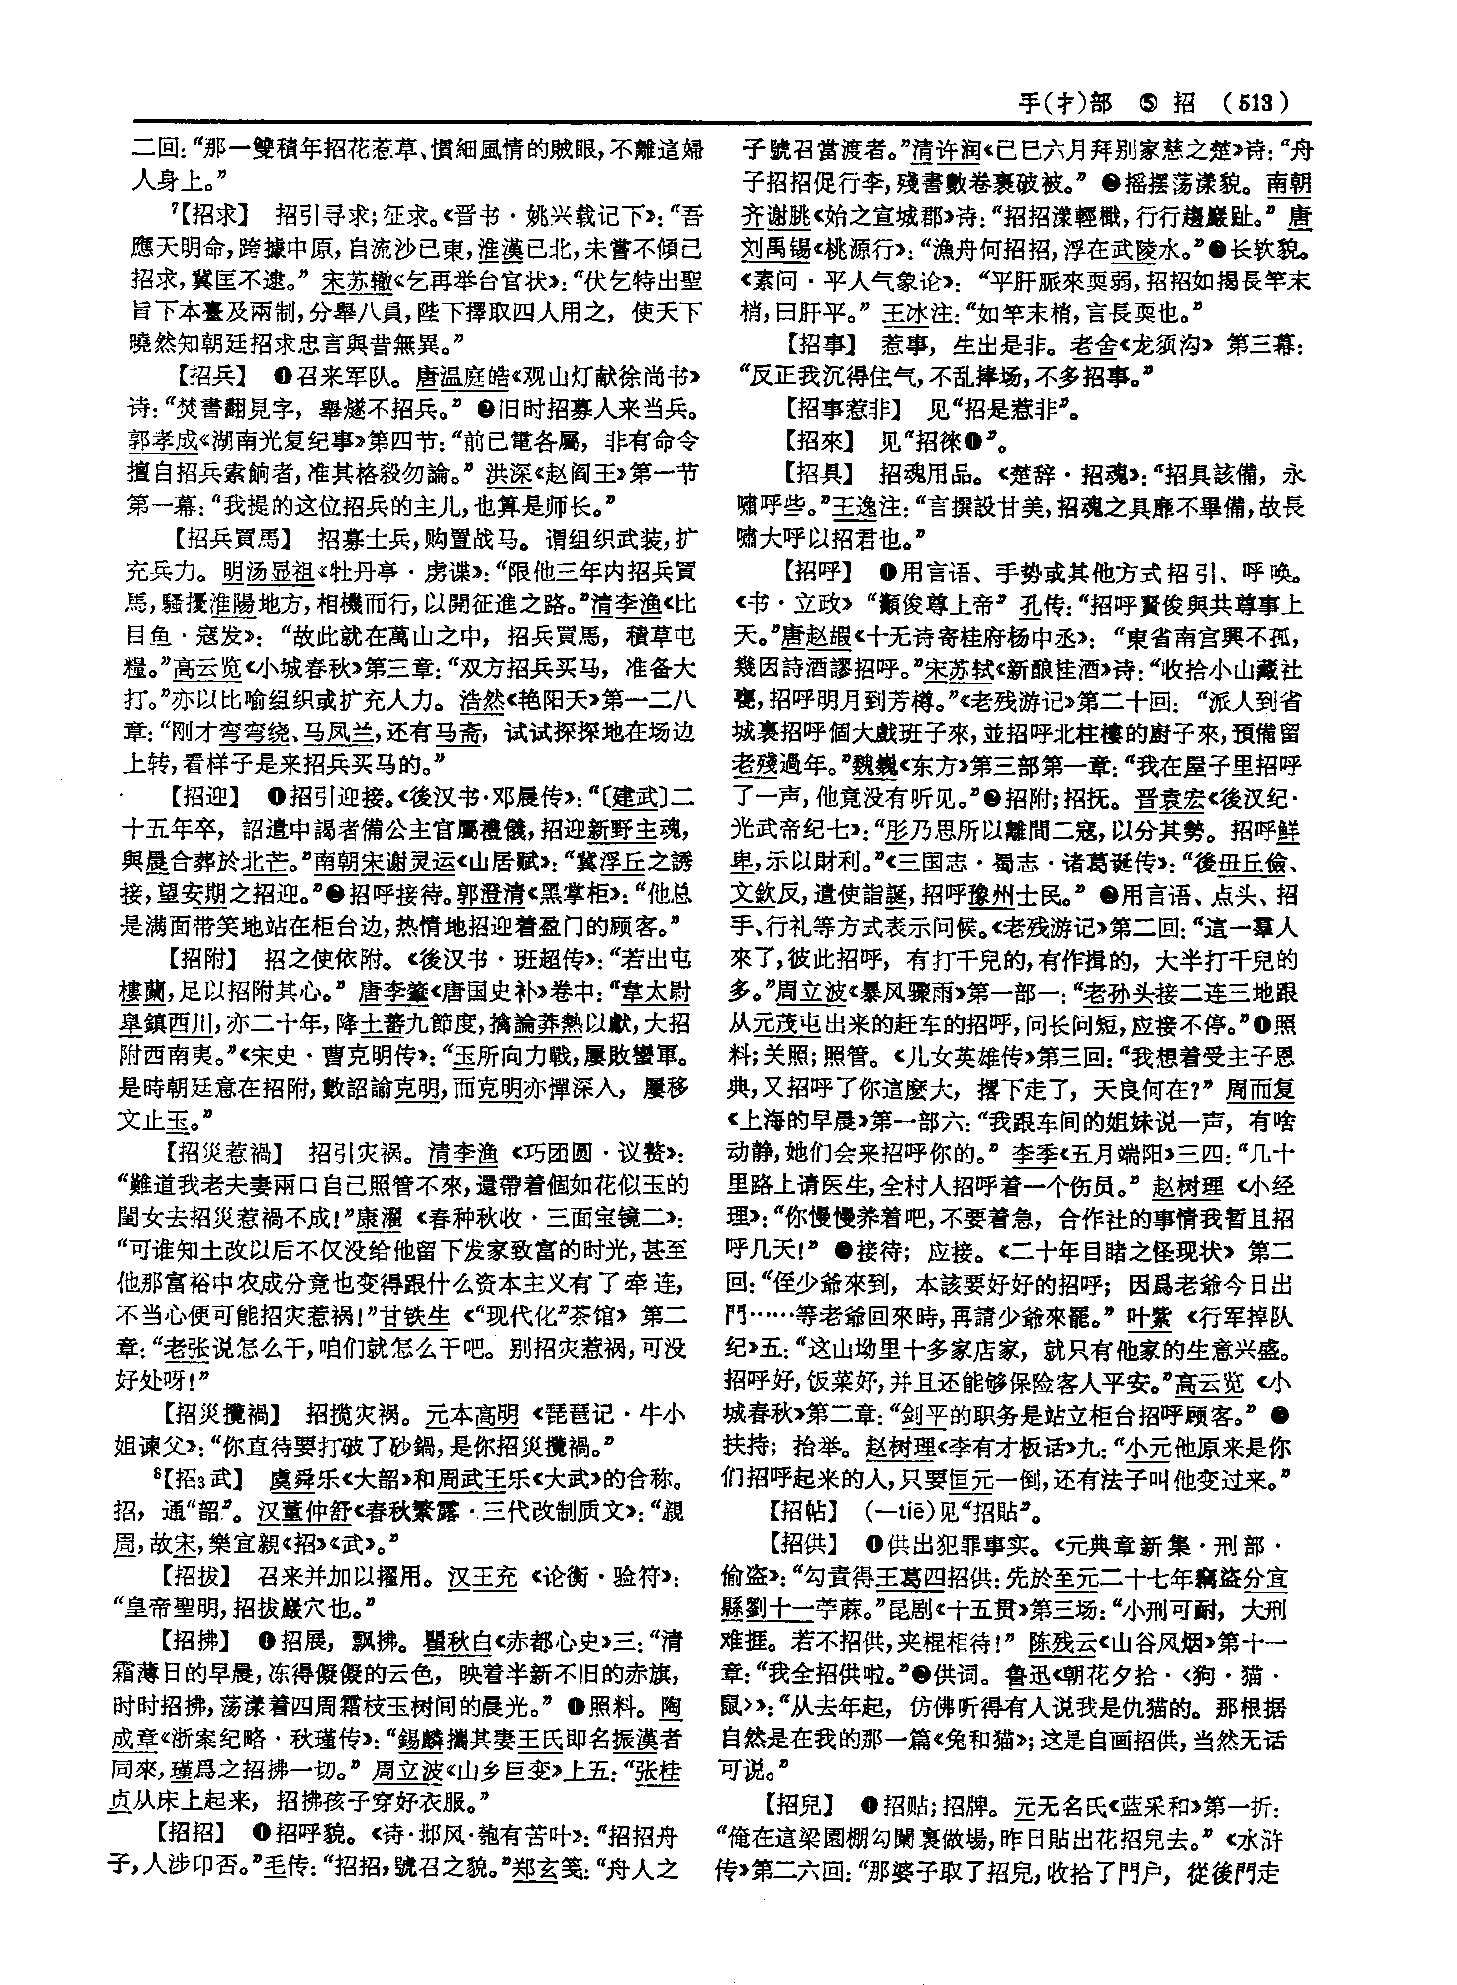 手(扌)部 ⑤ 招 (513)
二回:“那一雙積年招花惹草、慣細風情的賊眼,不離這婦
人身上。”
⁷【招求】 招引寻求;征求。《晋书·姚兴载记下》:“吾
應天明命,跨據中原,自流沙已東,淮漢已北,未嘗不傾己
招求,冀匡不逮。” 宋苏辙《乞再举台官状》:“伏乞特出聖
旨下本臺及兩制,分舉八員,陛下擇取四人用之,使天下
曉然知朝廷招求忠言與昔無異。”
【招兵】 ❶召来军队。唐温庭皓《观山灯献徐尚书》
诗:“焚書翻見字,舉燧不招兵。” ❷旧时招募人来当兵。
郭孝成《湖南光复纪事》第四节:“前已電各屬,非有命令
擅自招兵索餉者,准其格殺勿論。” 洪深《赵阎王》第一节
第一幕:“我提的这位招兵的主儿,也算是师长。”
【招兵買馬】 招募士兵,购置战马。谓组织武装,扩
充兵力。明汤显祖《牡丹亭·虏谍》:“限他三年内招兵買
馬,騷擾淮陽地方,相機而行,以開征進之路。”清李渔《比
目鱼·寇发》:“故此就在萬山之中,招兵買馬,積草屯
糧。”高云览《小城春秋》第三章:“双方招兵买马,准备大
打。”亦以比喻组织或扩充人力。浩然《艳阳天》第一二八
章:“刚才弯弯绕、马凤兰,还有马斋,试试探探地在场边
上转,看样子是来招兵买马的。”
【招迎】 ❶招引迎接。《後汉书·邓晨传》:“〔建武〕二
十五年卒,詔遣中謁者備公主官屬禮儀,招迎新野主魂,
與晨合葬於北芒。”南朝宋谢灵运《山居赋》:“冀浮丘之誘
接,望安期之招迎。”❷招呼接待。郭澄清《黑掌柜》:“他总
是满面带笑地站在柜台边,热情地招迎着盈门的顾客。”
【招附】 招之使依附。《後汉书·班超传》:“若出屯
樓蘭,足以招附其心。” 唐李肇《唐国史补》卷中:“韋太尉
皋鎮西川,亦二十年,降土蕃九節度,擒論莽熱以獻,大招
附西南夷。”《宋史·曹克明传》:“玉所向力戰,屢敗蠻軍。
是時朝廷意在招附,數詔諭克明,而克明亦憚深入,屢移
文止玉。”
【招災惹禍】 招引灾祸。清李渔《巧团圆·议赘》:
“難道我老夫妻兩口自己照管不來,還帶着個如花似玉的
閨女去招災惹禍不成!”康濯《春种秋收·三面宝镜二》:
“可谁知土改以后不仅没给他留下发家致富的时光,甚至
他那富裕中农成分竟也变得跟什么资本主义有了牵连,
不当心便可能招灾惹祸!”甘铁生《“现代化”茶馆》第二
章:“老张说怎么干,咱们就怎么干吧。别招灾惹祸,可没
好处呀!”
【招災攬禍】 招揽灾祸。元本高明《琵琶记·牛小
姐谏父》:“你直待要打破了砂鍋,是你招災攬禍。”
⁸【招₃武】 虞舜乐《大韶》和周武王乐《大武》的合称。
招,通“韶”。汉董仲舒《春秋繁露·三代改制质文》:“親
周,故宋,樂宜親《招》《武》。”
【招拔】 召来并加以擢用。汉王充《论衡·验符》:
“皇帝聖明,招拔巖穴也。”
【招拂】 ❶招展,飘拂。瞿秋白《赤都心史》三:“清
霜薄日的早晨,冻得儗儗的云色,映着半新不旧的赤旗,
时时招拂,荡漾着四周霜枝玉树间的晨光。” ❶照料。陶
成章《浙案纪略·秋瑾传》:“錫麟攜其妻王氏即名振漢者
同來,瑾爲之招拂一切。” 周立波《山乡巨变》上五:“张桂
贞从床上起来,招拂孩子穿好衣服。”
【招招】 ❶招呼貌。《诗·邶风·匏有苦叶》:“招招舟
子,人涉卬否。”毛传:“招招,號召之貌。”郑玄笺:“舟人之
子號召當渡者。”清许润《己巳六月拜别家慈之楚》诗:“舟
子招招促行李,殘書數卷裹破被。” ❷摇摆荡漾貌。南朝
齐谢朓《始之宣城郡》诗:“招招漾輕檝,行行趨巖趾。” 唐
刘禹锡《桃源行》:“漁舟何招招,浮在武陵水。”❸长软貌。
《素问·平人气象论》:“平肝脈來耎弱,招招如揭長竿末
梢,曰肝平。” 王冰注:“如竿末梢,言長耎也。”
【招事】 惹事,生出是非。老舍《龙须沟》第三幕:
“反正我沉得住气,不乱捧场,不多招事。”
【招事惹非】 见“招是惹非”。
【招來】 见“招徠❶”。
【招具】 招魂用品。《楚辞·招魂》:“招具該備,永
嘯呼些。”王逸注:“言撰設甘美,招魂之具靡不畢備,故長
嘯大呼以招君也。”
【招呼】 ❶用言语、手势或其他方式招引、呼唤。
《书·立政》“籲俊尊上帝” 孔传:“招呼賢俊與共尊事上
天。”唐赵嘏《十无诗寄桂府杨中丞》:“東省南宫興不孤,
幾因詩酒謬招呼。”宋苏轼《新酿桂酒》诗:“收拾小山藏社
甕,招呼明月到芳樽。”《老残游记》第二十回:“派人到省
城裏招呼個大戲班子來,並招呼北柱樓的廚子來,預備留
老殘過年。”魏巍《东方》第三部第一章:“我在屋子里招呼
了一声,他竟没有听见。”❷招附;招抚。晋袁宏《後汉纪·
光武帝纪七》:“肜乃思所以離間二寇,以分其勢。招呼鮮
卑,示以財利。”《三国志·蜀志·诸葛诞传》:“後毌丘儉、
文欽反,遣使詣誕,招呼豫州士民。” ❸用言语、点头、招
手、行礼等方式表示问候。《老残游记》第二回:“這一羣人
來了,彼此招呼,有打千兒的,有作揖的,大半打千兒的
多。”周立波《暴风骤雨》第一部一:“老孙头接二连三地跟
从元茂屯出来的赶车的招呼,问长问短,应接不停。”❹照
料;关照;照管。《儿女英雄传》第三回:“我想着受主子恩
典,又招呼了你這麽大,撂下走了,天良何在?” 周而复
《上海的早晨》第一部六:“我跟车间的姐妹说一声,有啥
动静,她们会来招呼你的。” 李季《五月端阳》三四:“几十
里路上请医生,全村人招呼着一个伤员。” 赵树理《小经
理》:“你慢慢养着吧,不要着急,合作社的事情我暂且招
呼几天!” ❺接待;应接。《二十年目睹之怪现状》第二
回:“侄少爺來到,本該要好好的招呼;因爲老爺今日出
門……等老爺回來時,再請少爺來罷。” 叶紫《行军掉队
纪》五:“这山坳里十多家店家,就只有他家的生意兴盛。
招呼好,饭菜好,并且还能够保险客人平安。”高云览《小
城春秋》第二章:“剑平的职务是站立柜台招呼顾客。” ❻
扶持;抬举。赵树理《李有才板话》九:“小元他原来是你
们招呼起来的人,只要恒元一倒,还有法子叫他变过来。”
【招帖】 (—tiē)见“招貼”。
【招供】 ❶供出犯罪事实。《元典章新集·刑部·
偷盗》:“勾責得王葛四招供:先於至元二十七年竊盜分宜
縣劉十一苧蔴。”昆剧《十五贯》第三场:“小刑可耐,大刑
难捱。若不招供,夹棍相待!” 陈残云《山谷风烟》第十一
章:“我全招供啦。”❷供词。鲁迅《朝花夕拾·〈狗·猫·
鼠〉》:“从去年起,仿佛听得有人说我是仇猫的。那根据
自然是在我的那一篇《兔和猫》;这是自画招供,当然无话
可说。”
【招兒】 ❶招贴;招牌。元无名氏《蓝采和》第一折:
“俺在這梁園棚勾闌裏做場,昨日貼出花招兒去。”《水浒
传》第二六回:“那婆子取了招兒,收拾了門户,從後門走